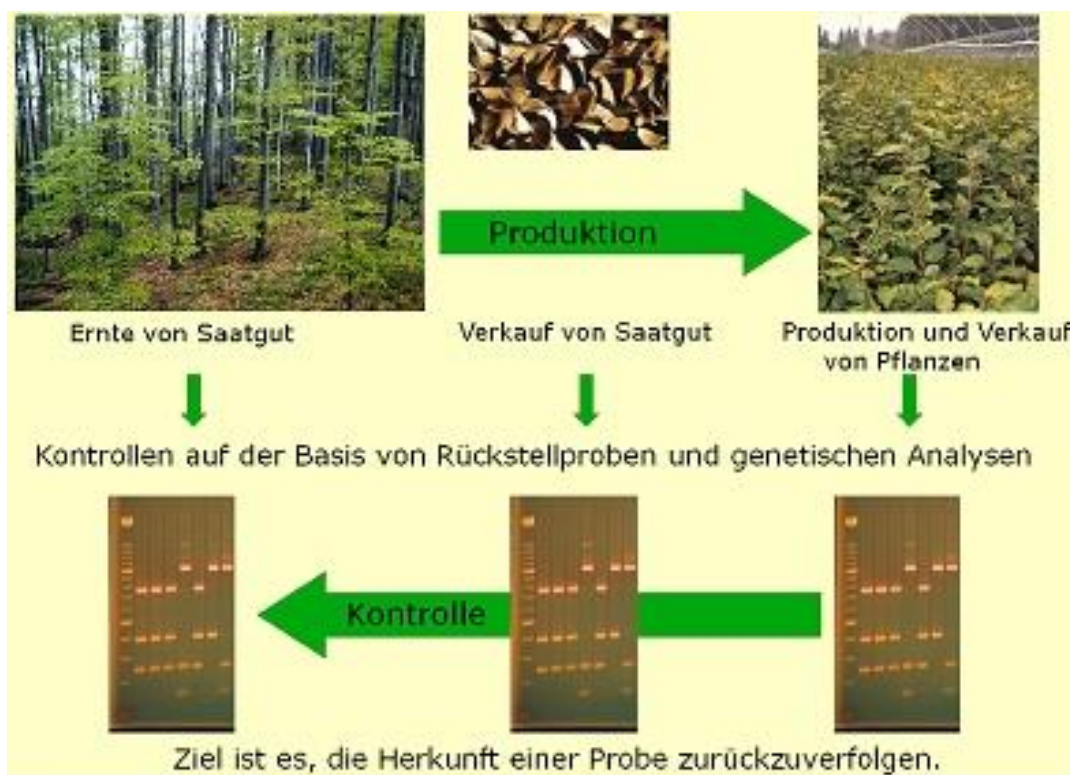 Produktion
Ernte von Saatgut
Verkauf von Saatgut
Produktion und Verkauf
von Pflanzen
Kontrollen auf der Basis von Rückstellproben und genetischen Analysen
Kontrolle
Ziel ist es, die Herkunft einer Probe zurückzuverfolgen.